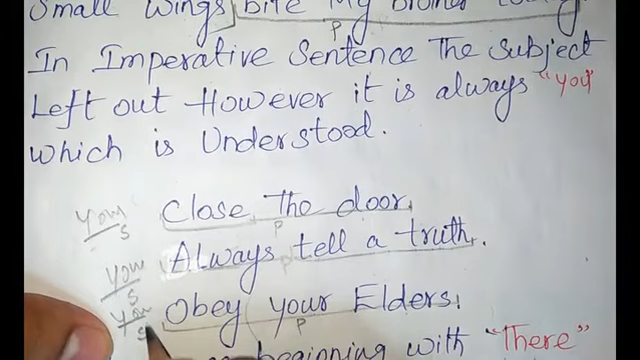 Small wings bite My
P
In Imperative Sentence The Subject
Left out However it is always "you"
which is Understood.
you Close The door.
S P
you Always tell a truth.
S P
you Obey your Elders.
S P
beginning with "There"